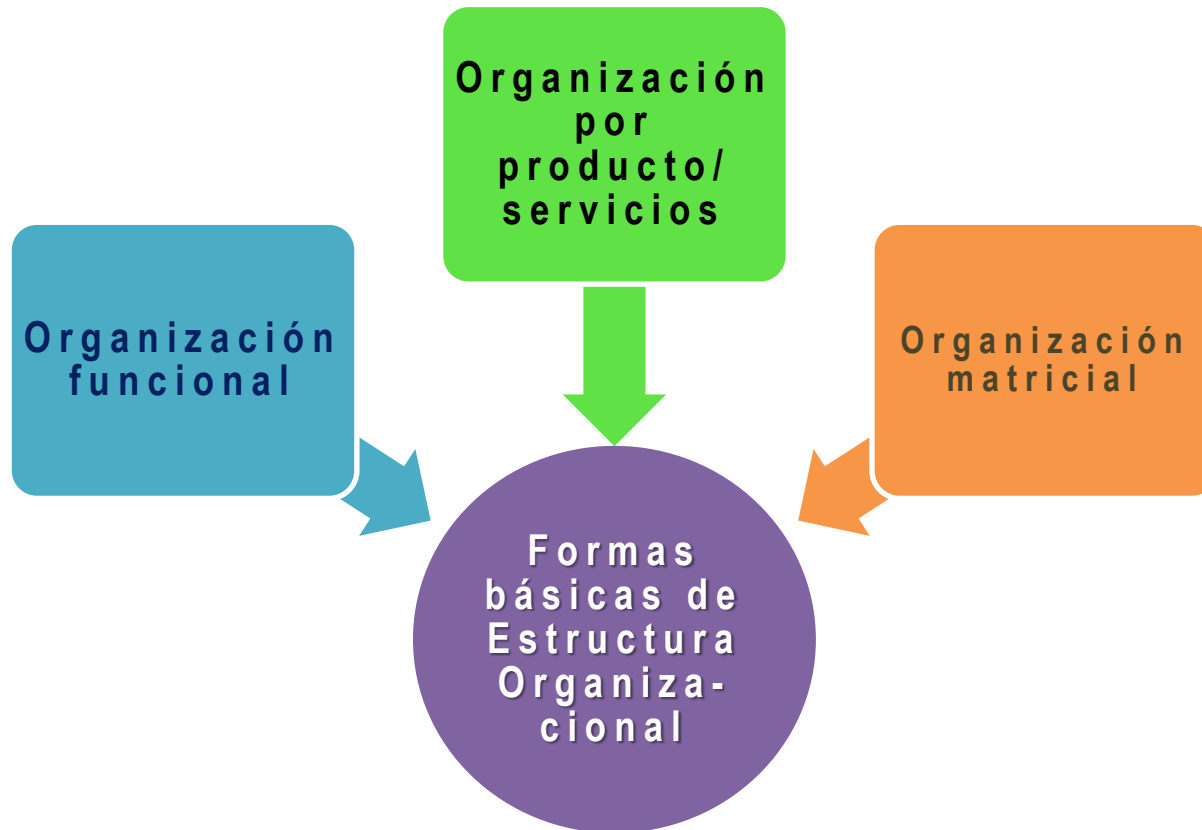 Organización
por
producto/
servicios
Organización
funcional
Organización
matricial
Formas
básicas de
Estructura
Organiza-
cional